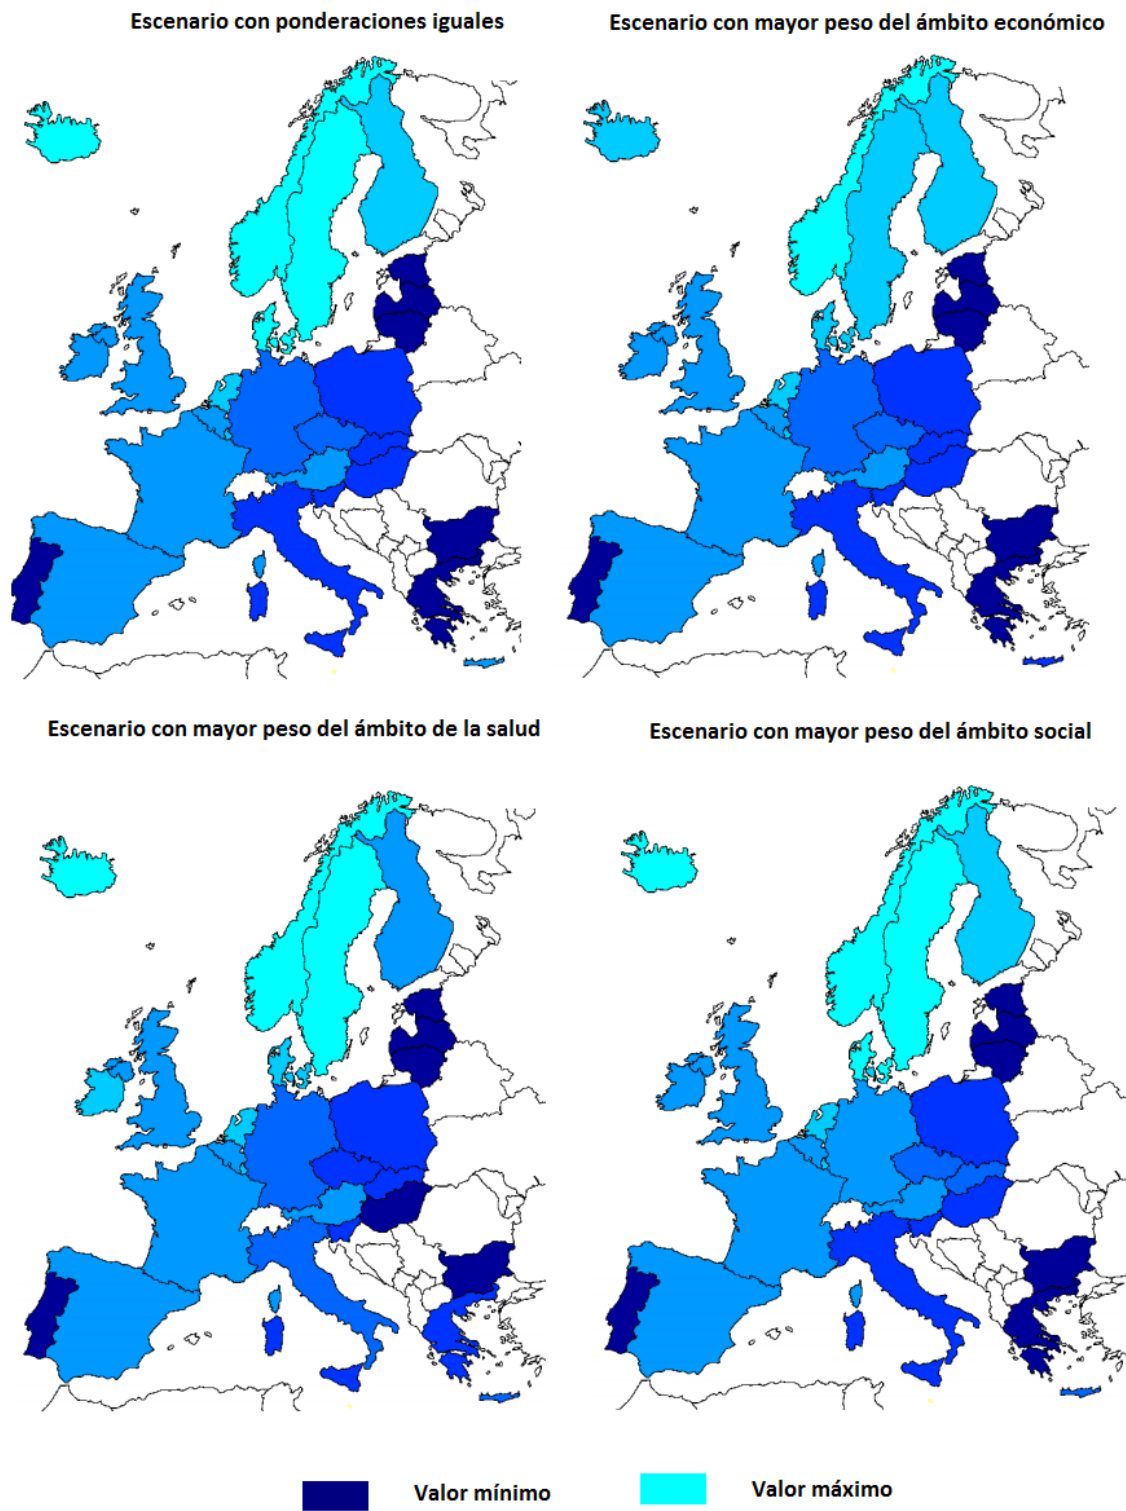 Escenario con ponderaciones iguales
Escenario con mayor peso del ámbito económico
Escenario con mayor peso del ámbito de la salud
Escenario con mayor peso del ámbito social
Valor mínimo
Valor máximo